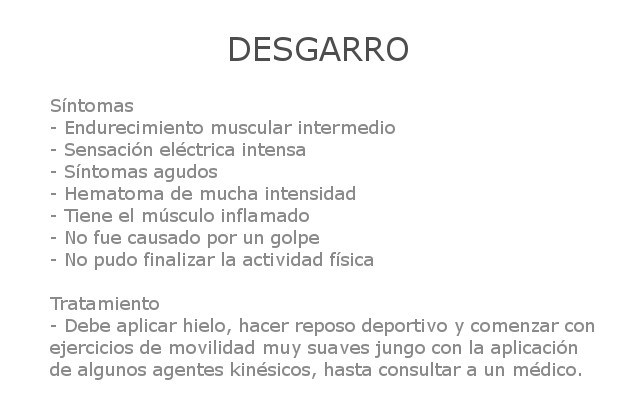 DESGARRO
Síntomas
- Endurecimiento muscular intermedio
- Sensación eléctrica intensa
- Síntomas agudos
- Hematoma de mucha intensidad
- Tiene el músculo inflamado
- No fue causado por un golpe
- No pudo finalizar la actividad física
Tratamiento
- Debe aplicar hielo, hacer reposo deportivo y comenzar con
ejercicios de movilidad muy suaves jungo con la aplicación
de algunos agentes kinésicos, hasta consultar a un médico.